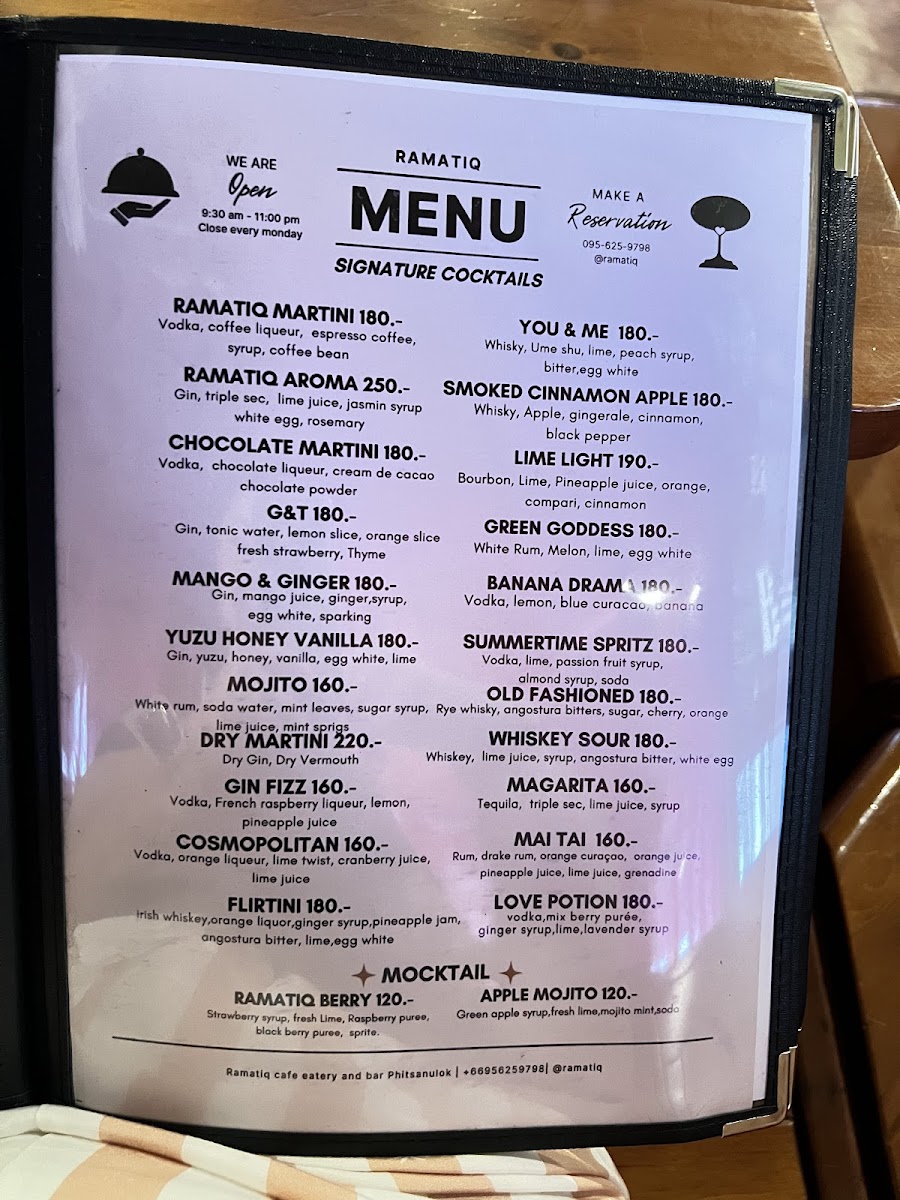 WE ARE
Open
9:30 am - 11:00 pm
Close every monday
RAMATIQ
MENU
SIGNATURE COCKTAILS
MAKE A
Reservation
095-625-9798
@ramatiq
RAMATIQ MARTINI 180.-
Vodka, coffee liqueur, espresso coffee,
syrup, coffee bean
RAMATIQ AROMA 250.-
Gin, triple sec, lime juice, jasmin syrup
white egg, rosemary
CHOCOLATE MARTINI 180.-
Vodka, chocolate liqueur, cream de cacao
chocolate powder
G&T 180.-
Gin, tonic water, lemon slice, orange slice
fresh strawberry, Thyme
MANGO & GINGER 180.-
Gin, mango juice, ginger,syrup,
egg white, sparking
YUZU HONEY VANILLA 180.-
Gin, yuzu, honey, vanilla, egg white, lime
MOJITO 160.-
White rum, soda water, mint leaves, sugar syrup,
lime juice, mint sprigs
DRY MARTINI 220.-
Dry Gin, Dry Vermouth
GIN FIZZ 160.-
Vodka, French raspberry liqueur, lemon,
pineapple juice
COSMOPOLITAN 160.-
Vodka, orange liqueur, lime twist, cranberry juice,
lime juice
FLIRTINI 180.-
Irish whiskey,orange liquor,ginger syrup,pineapple jam,
angostura bitter, lime,egg white
YOU & ME 180.-
Whisky, Ume shu, lime, peach syrup,
bitter,egg white
SMOKED CINNAMON APPLE 180.-
Whisky, Apple, gingerale, cinnamon,
black pepper
LIME LIGHT 190.-
Bourbon, Lime, Pineapple juice, orange,
compari, cinnamon
GREEN GODDESS 180.-
White Rum, Melon, lime, egg white
BANANA DRAMA 180.-
Vodka, lemon, blue curacao, banana
SUMMERTIME SPRITZ 180.-
Vodka, lime, passion fruit syrup,
almond syrup, soda
OLD FASHIONED 180.-
Rye whisky, angostura bitters, sugar, cherry, orange
WHISKEY SOUR 180.-
Whiskey, lime juice, syrup, angostura bitter, white egg
MAGARITA 160.-
Tequila, triple sec, lime juice, syrup
MAI TAI 160.-
Rum, drake rum, orange curaçao, orange juice,
pineapple juice, lime juice, grenadine
LOVE POTION 180.-
vodka,mix berry purée,
ginger syrup,lime,lavender syrup
MOCKTAIL
RAMATIQ BERRY 120.-
Strawberry syrup, fresh Lime, Raspberry puree,
black berry puree, sprite.
APPLE MOJITO 120.-
Green apple syrup,fresh lime,mojito mint,soda
Ramatiq cafe eatery and bar Phitsanulok | +66956259798| @ramatiq